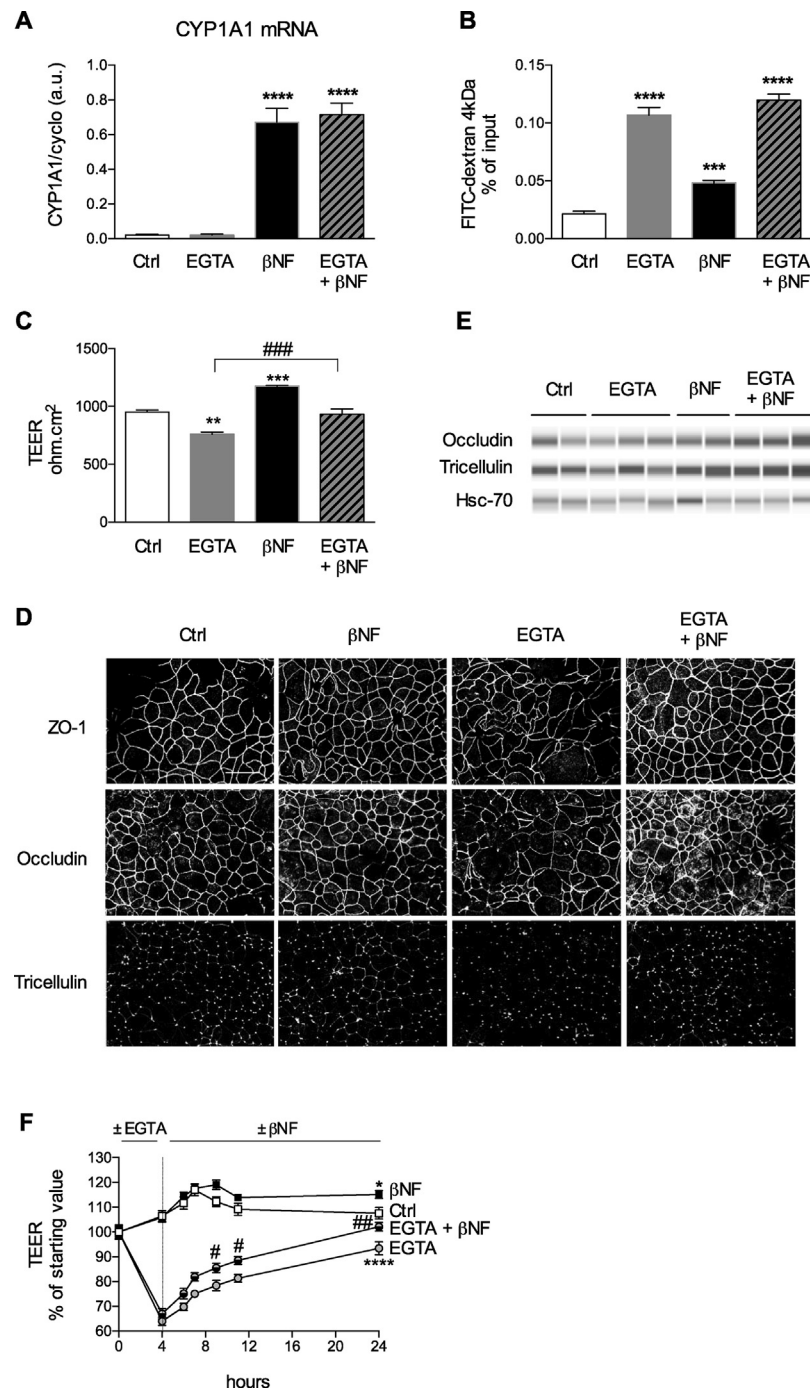 A
CYP1A1 mRNA
CYP1A1/cyclo (a.u.)
1.0
0.8
0.6
0.4
0.2
0.0
****
****
Ctrl
EGTA
βNF
EGTA
+ βNF
B
FITC-dextran 4kDa
% of input
0.15
0.10
0.05
0.00
****
***
****
Ctrl
EGTA
βNF
EGTA
+ βNF
C
TEER
ohm.cm²
1500
1000
500
0
###
**
***
Ctrl
EGTA
βNF
EGTA
+ βNF
E
Ctrl
EGTA
βNF
EGTA
+ βNF
Occludin
Tricellulin
Hsc-70
D
Ctrl
βNF
EGTA
EGTA
+ βNF
ZO-1
Occludin
Tricellulin
F
± EGTA
± βNF
TEER
% of starting value
130
120
110
100
90
80
70
60
*
βNF
Ctrl
##
EGTA + βNF
#
#
EGTA
****
0
4
8
12
16
20
24
hours